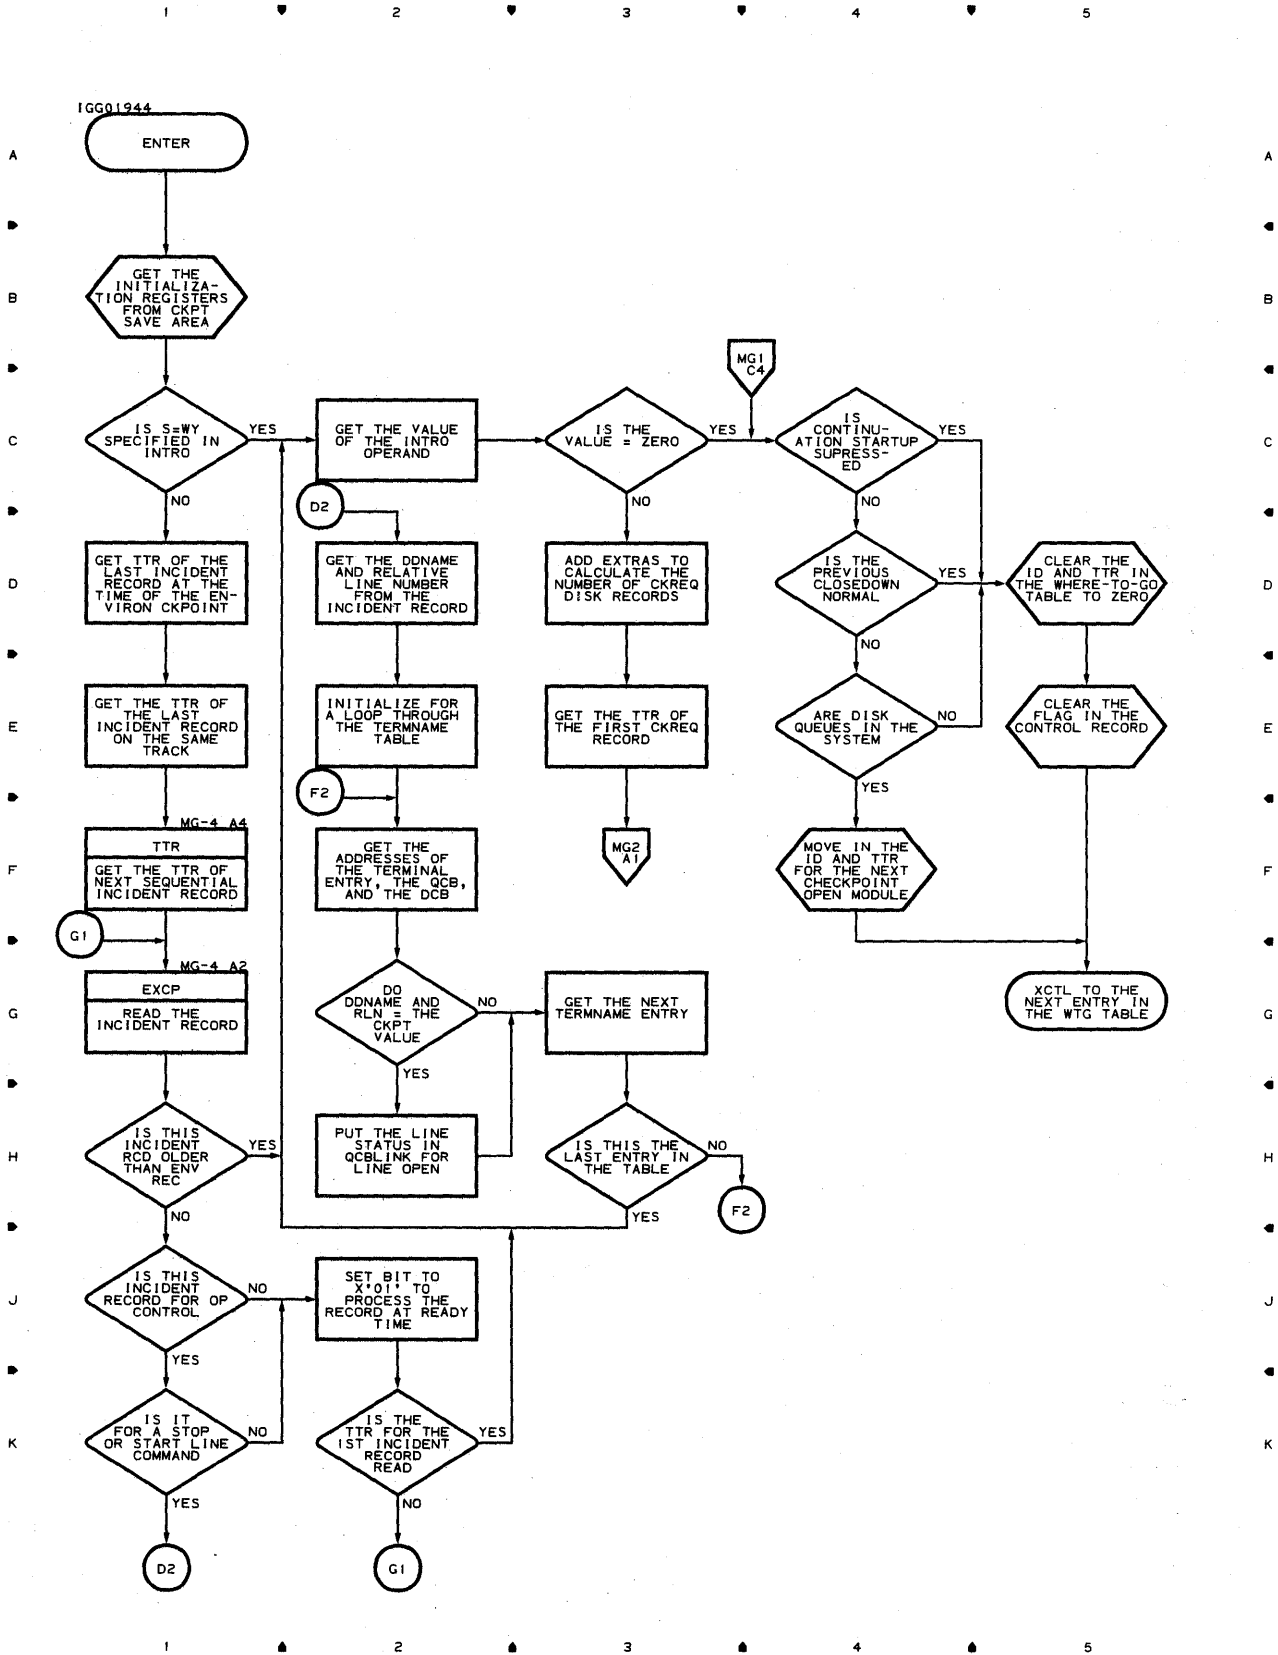 1 2 3 4 5
IGG01944
ENTER
A A
GET THE
INITIALIZA-
TION REGISTERS
FROM CKPT
SAVE AREA
B B
MG1
C4
IS S=WY
SPECIFIED IN
INTRO
YES
NO
GET THE VALUE
OF THE INTRO
OPERAND
IS THE
VALUE = ZERO
YES
NO
IS
CONTINU-
ATION STARTUP
SUPRESS-
ED
YES
NO
C C
D2
GET TTR OF THE
LAST INCIDENT
RECORD AT THE
TIME OF THE EN-
VIRON CKPOINT
GET THE DDNAME
AND RELATIVE
LINE NUMBER
FROM THE
INCIDENT RECORD
ADD EXTRAS TO
CALCULATE THE
NUMBER OF CKREQ
DISK RECORDS
IS THE
PREVIOUS
CLOSEDOWN
NORMAL
YES
NO
CLEAR THE
ID AND TTR IN
THE WHERE-TO-GO
TABLE TO ZERO
D D
GET THE TTR OF
THE LAST
INCIDENT RECORD
ON THE SAME
TRACK
INITIALIZE FOR
A LOOP THROUGH
THE TERMNAME
TABLE
GET THE TTR OF
THE FIRST CKREQ
RECORD
ARE DISK
QUEUES IN THE
SYSTEM
NO
YES
CLEAR THE
FLAG IN THE
CONTROL RECORD
E E
F2
MG-4 A4
TTR
GET THE TTR OF
NEXT SEQUENTIAL
INCIDENT RECORD
GET THE
ADDRESSES OF
THE TERMINAL
ENTRY, THE QCB,
AND THE DCB
MG2
A1
MOVE IN THE
ID AND TTR
FOR THE NEXT
CHECKPOINT
OPEN MODULE
F F
G1
MG-4 A2
EXCP
READ THE
INCIDENT RECORD
DO
DDNAME AND
RLN = THE
CKPT
VALUE
NO
YES
GET THE NEXT
TERMNAME ENTRY
XCTL TO THE
NEXT ENTRY IN
THE WTG TABLE
G G
IS THIS
INCIDENT
RCD OLDER
THAN ENV
REC
YES
NO
PUT THE LINE
STATUS IN
QCBLINK FOR
LINE OPEN
IS THIS THE
LAST ENTRY IN
THE TABLE
NO
YES
F2
H H
IS THIS
INCIDENT
RECORD FOR OP
CONTROL
NO
YES
SET BIT TO
X'01' TO
PROCESS THE
RECORD AT READY
TIME
J J
IS IT
FOR A STOP
OR START LINE
COMMAND
NO
YES
IS THE
TTR FOR THE
1ST INCIDENT
RECORD
READ
YES
NO
K K
D2
G1
1 2 3 4 5